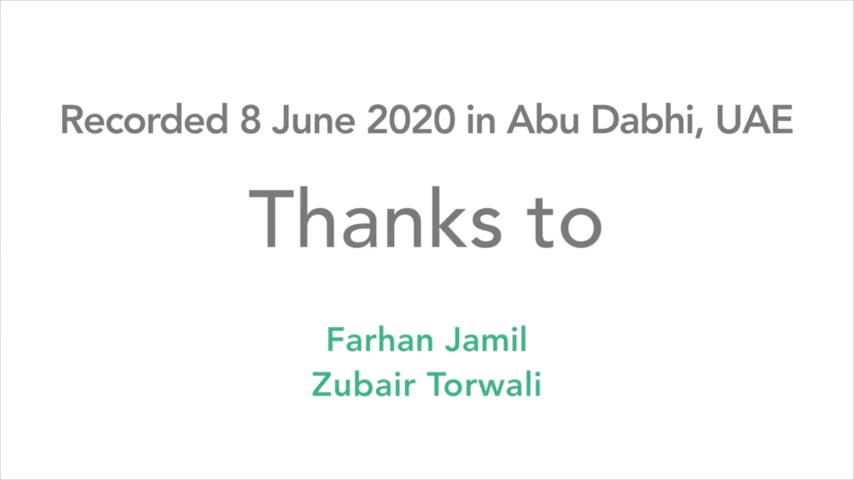 Recorded 8 June 2020 in Abu Dabhi, UAE
Thanks to
Farhan Jamil
Zubair Torwali